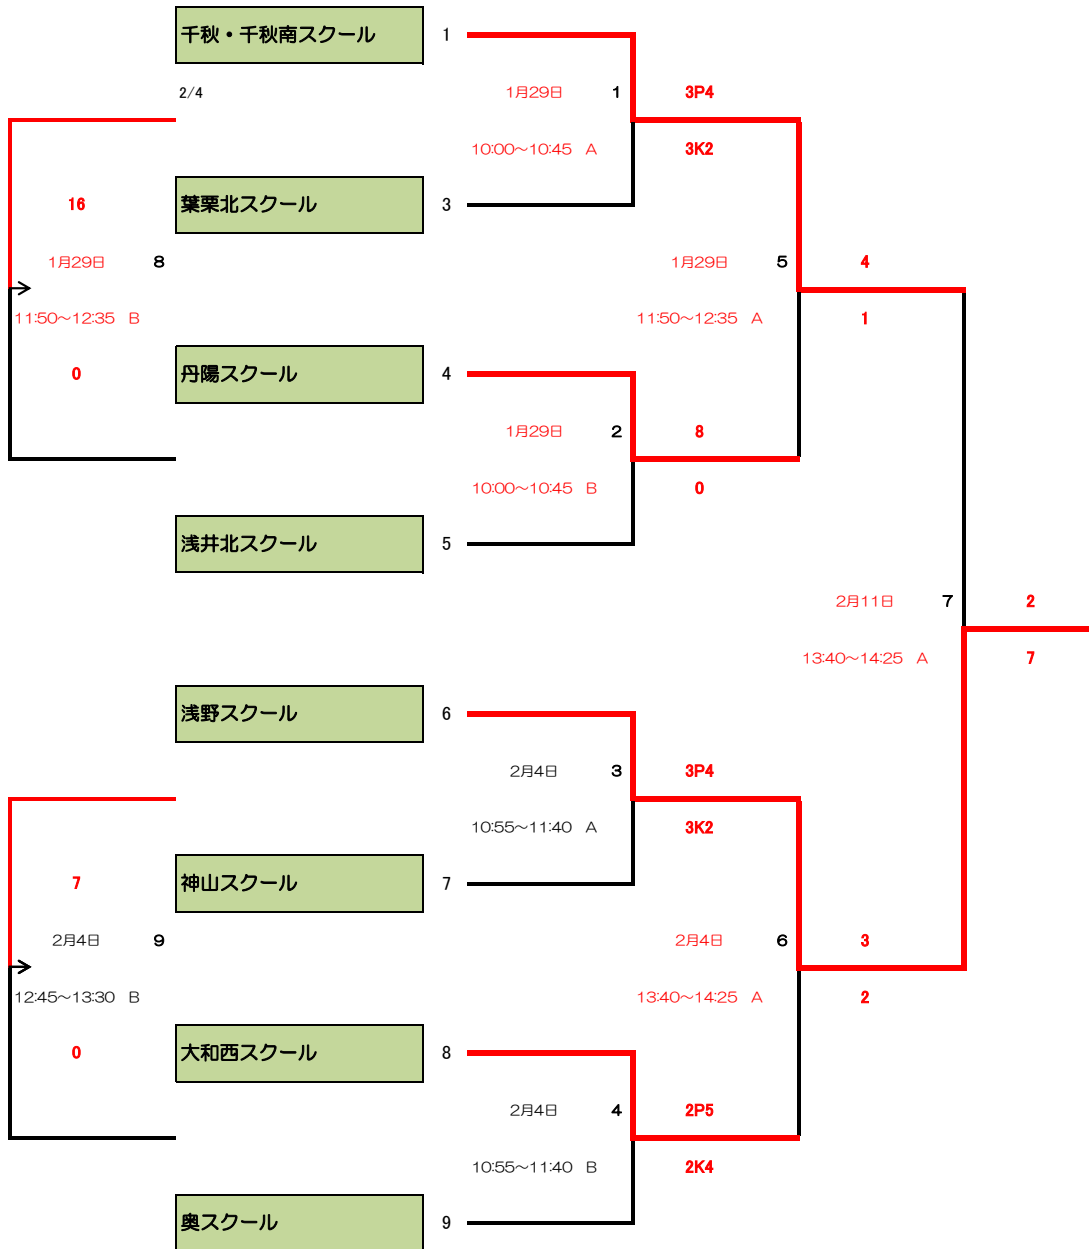 千秋・千秋南スクール 1
2/4 1月29日 1 3P4
10:00～10:45 A 3K2
16 葉栗北スクール 3
1月29日 8 1月29日 5 4
11:50～12:35 B 11:50～12:35 A 1
0 丹陽スクール 4
1月29日 2 8
10:00～10:45 B 0
浅井北スクール 5
2月11日 7 2
13:40～14:25 A 7
浅野スクール 6
2月4日 3 3P4
10:55～11:40 A 3K2
7 神山スクール 7
2月4日 9 2月4日 6 3
12:45～13:30 B 13:40～14:25 A 2
0 大和西スクール 8
2月4日 4 2P5
10:55～11:40 B 2K4
奥スクール 9